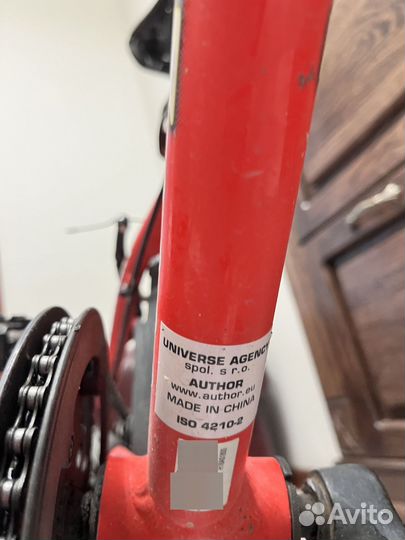 UNIVERSE AGENCY
spol. s r.o.
AUTHOR
www.author.eu
MADE IN CHINA
ISO 4210-2
Avito